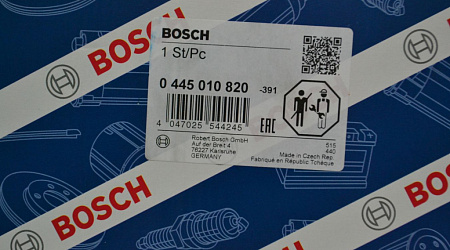 BOSCH
BOSCH
1 St/Pc
0 445 010 820 -391
4 047025 544245
EAC
Robert Bosch GmbH
Auf der Breit 4
76227 Karlsruhe
GERMANY
515
440
Made in Czech Rep.
Fabriqué en République Tchèque
BOSCH
BOSCH